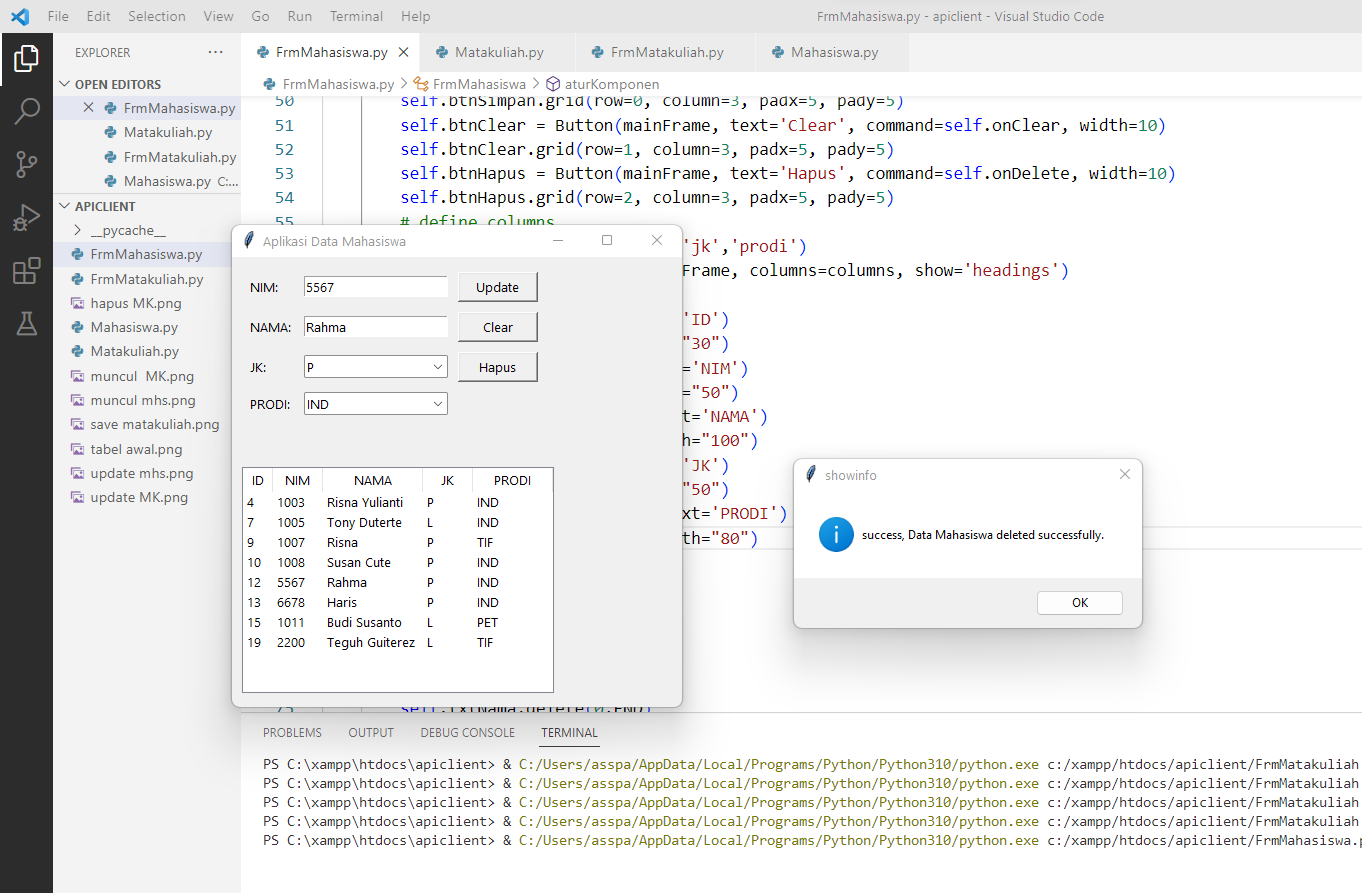 File Edit Selection View Go Run Terminal Help FrmMahasiswa.py - apiclient - Visual Studio Code
EXPLORER ···
FrmMahasiswa.py Matakuliah.py FrmMatakuliah.py Mahasiswa.py
OPEN EDITORS
FrmMahasiswa.py
Matakuliah.py
FrmMatakuliah.py
Mahasiswa.py C:...
APICLIENT
__pycache__
FrmMahasiswa.py
FrmMatakuliah.py
hapus MK.png
Mahasiswa.py
Matakuliah.py
muncul MK.png
muncul mhs.png
save matakuliah.png
tabel awal.png
update mhs.png
update MK.png
FrmMahasiswa.py > FrmMahasiswa > aturKomponen
50 self.btnSimpan.grid(row=0, column=3, padx=5, pady=5)
51 self.btnClear = Button(mainFrame, text='Clear', command=self.onClear, width=10)
52 self.btnClear.grid(row=1, column=3, padx=5, pady=5)
53 self.btnHapus = Button(mainFrame, text='Hapus', command=self.onDelete, width=10)
54 self.btnHapus.grid(row=2, column=3, padx=5, pady=5)
55 # define columns
'jk','prodi')
Frame, columns=columns, show='headings')
'ID')
"30")
='NIM')
="50")
t='NAMA')
h="100")
'JK')
"50")
xt='PRODI')
th="80")
75 self.txtNama.delete(0,END)
Aplikasi Data Mahasiswa
NIM: 5567 Update
NAMA: Rahma Clear
JK: P Hapus
PRODI: IND
ID NIM NAMA JK PRODI
4 1003 Risna Yulianti P IND
7 1005 Tony Duterte L IND
9 1007 Risna P TIF
10 1008 Susan Cute P IND
12 5567 Rahma P IND
13 6678 Haris P IND
15 1011 Budi Susanto L PET
19 2200 Teguh Guiterez L TIF
showinfo
success, Data Mahasiswa deleted successfully.
OK
PROBLEMS OUTPUT DEBUG CONSOLE TERMINAL
PS C:\xampp\htdocs\apiclient> & C:/Users/asspa/AppData/Local/Programs/Python/Python310/python.exe c:/xampp/htdocs/apiclient/FrmMatakuliah
PS C:\xampp\htdocs\apiclient> & C:/Users/asspa/AppData/Local/Programs/Python/Python310/python.exe c:/xampp/htdocs/apiclient/FrmMatakuliah
PS C:\xampp\htdocs\apiclient> & C:/Users/asspa/AppData/Local/Programs/Python/Python310/python.exe c:/xampp/htdocs/apiclient/FrmMatakuliah
PS C:\xampp\htdocs\apiclient> & C:/Users/asspa/AppData/Local/Programs/Python/Python310/python.exe c:/xampp/htdocs/apiclient/FrmMatakuliah
PS C:\xampp\htdocs\apiclient> & C:/Users/asspa/AppData/Local/Programs/Python/Python310/python.exe c:/xampp/htdocs/apiclient/FrmMahasiswa.p